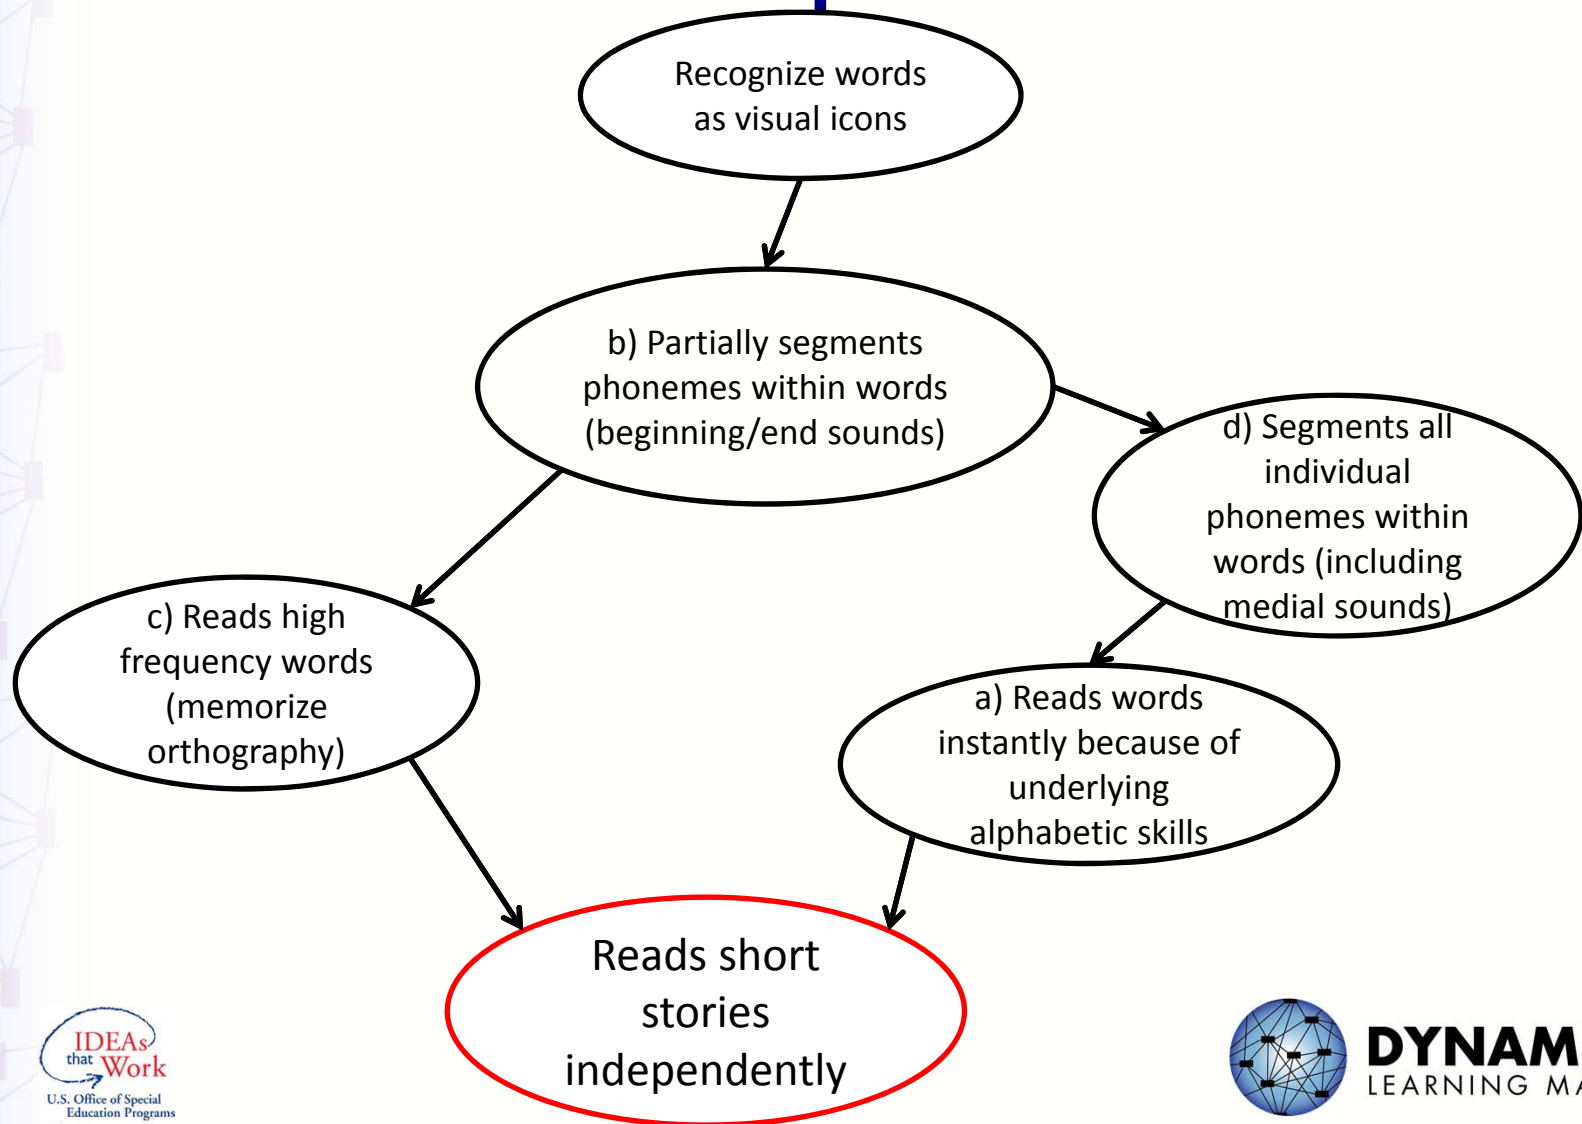 Recognize words
as visual icons
b) Partially segments
phonemes within words
(beginning/end sounds)
d) Segments all
individual
phonemes within
words (including
medial sounds)
c) Reads high
frequency words
(memorize
orthography)
a) Reads words
instantly because of
underlying
alphabetic skills
Reads short
stories
independently
IDEAs
that Work
U.S. Office of Special
Education Programs
DYNAM
LEARNING MA